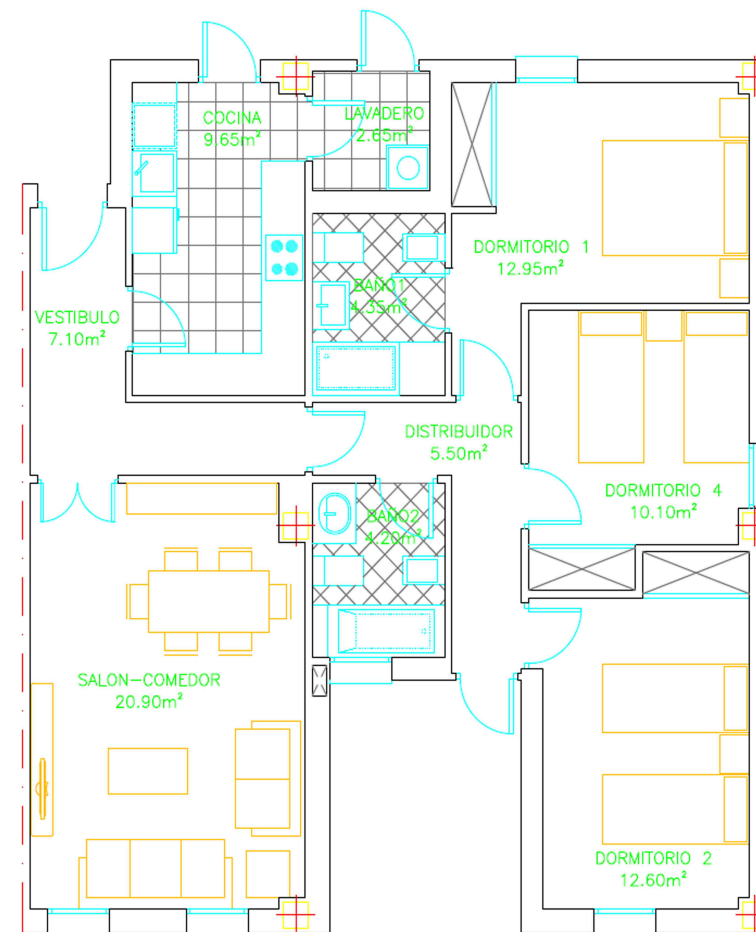 COCINA
9.65m²
LAVADERO
2.65m²
DORMITORIO 1
12.95m²
BAÑO1
4.35m²
VESTIBULO
7.10m²
DISTRIBUIDOR
5.50m²
DORMITORIO 4
10.10m²
BAÑO2
4.20m²
SALON-COMEDOR
20.90m²
DORMITORIO 2
12.60m²